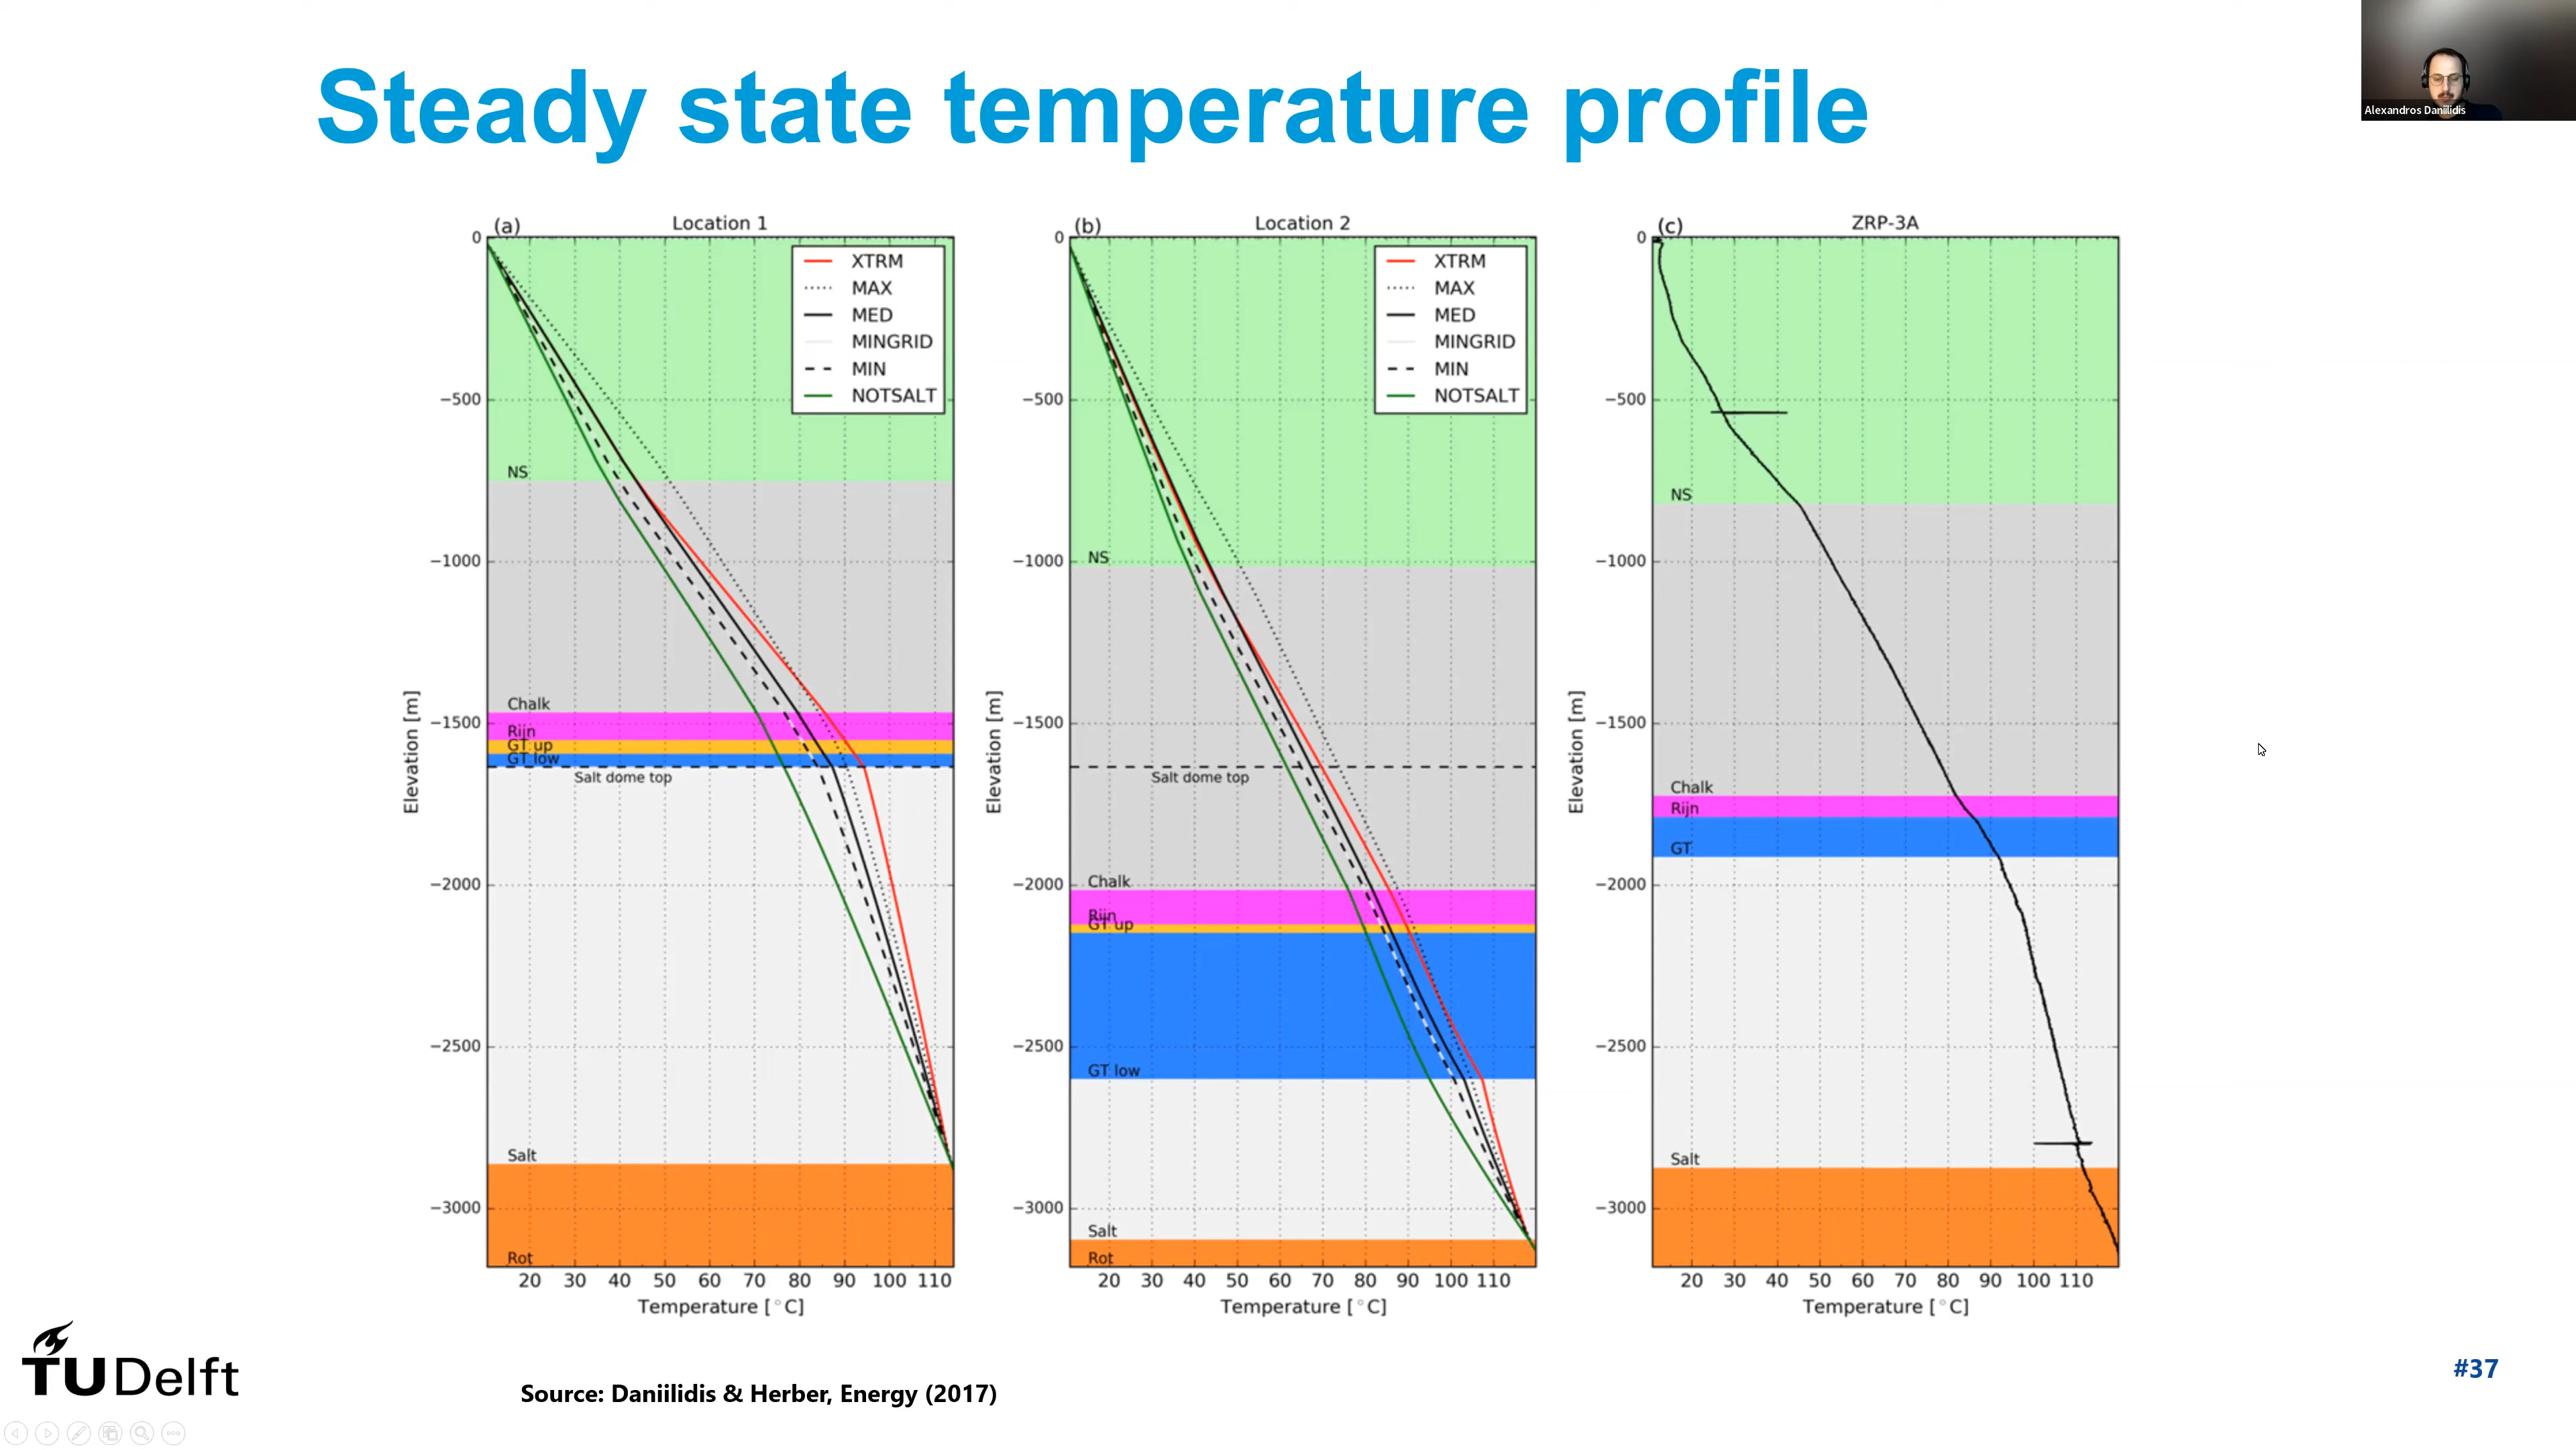 Steady state temperature profile
Alexandros Daniilidis
(a) Location 1
XTRM
MAX
MED
MINGRID
MIN
NOTSALT
0
−500
−1000
−1500
−2000
−2500
−3000
Elevation [m]
NS
Chalk
Rijn
GT up
GT low
Salt dome top
Salt
Rot
20 30 40 50 60 70 80 90 100 110
Temperature [°C]
(b) Location 2
XTRM
MAX
MED
MINGRID
MIN
NOTSALT
0
−500
−1000
−1500
−2000
−2500
−3000
Elevation [m]
NS
Salt dome top
Chalk
Rijn
GT up
GT low
Salt
Rot
20 30 40 50 60 70 80 90 100 110
Temperature [°C]
(c) ZRP-3A
0
−500
−1000
−1500
−2000
−2500
−3000
Elevation [m]
NS
Chalk
Rijn
GT
Salt
20 30 40 50 60 70 80 90 100 110
Temperature [°C]
TUDelft
Source: Daniilidis & Herber, Energy (2017)
#37